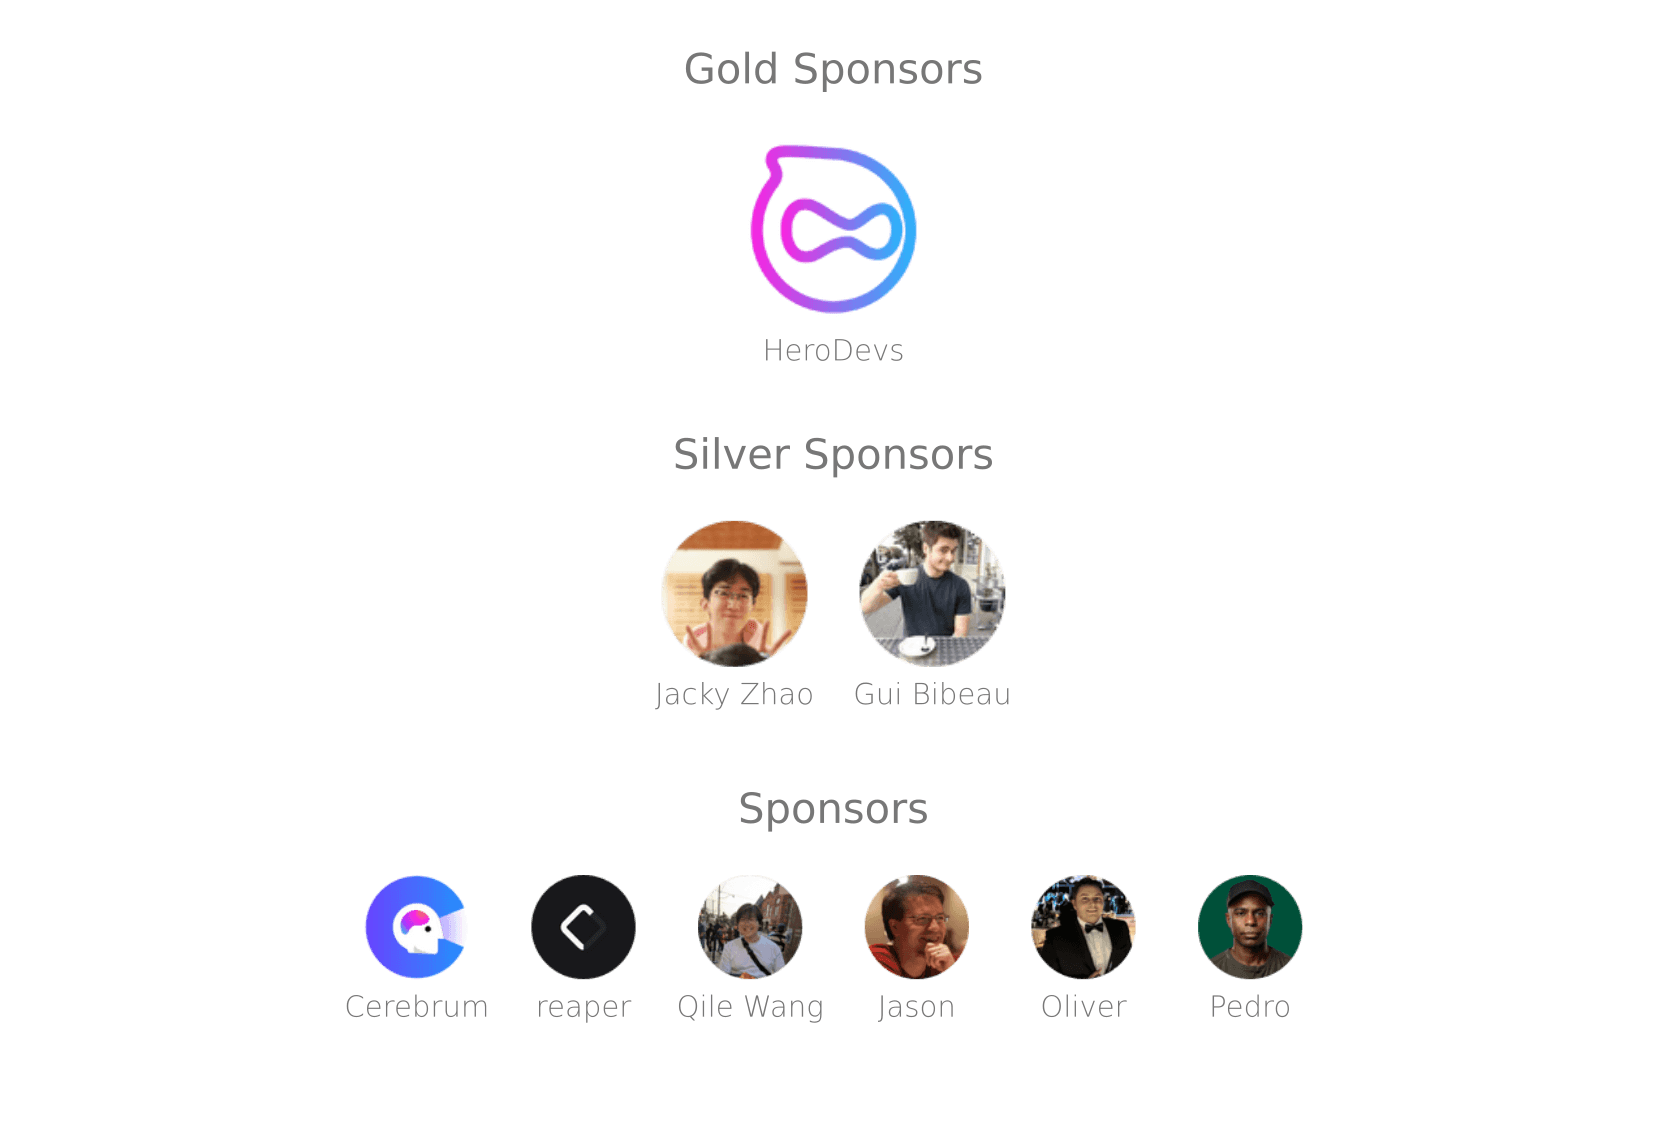 Gold Sponsors
HeroDevs
Silver Sponsors
Jacky Zhao Gui Bibeau
Sponsors
Cerebrum reaper Qile Wang Jason Oliver Pedro